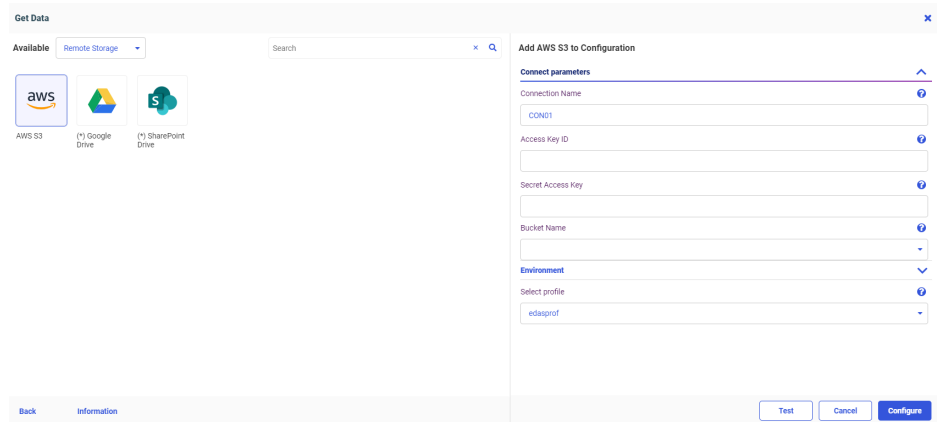 Get Data
Available
Remote Storage
Search
aws
AWS S3
(*) Google
Drive
S
(*) SharePoint
Drive
Back
Information
Add AWS S3 to Configuration
Connect parameters
Connection Name
CON01
Access Key ID
Secret Access Key
Bucket Name
Environment
Select profile
edasprof
Test
Cancel
Configure